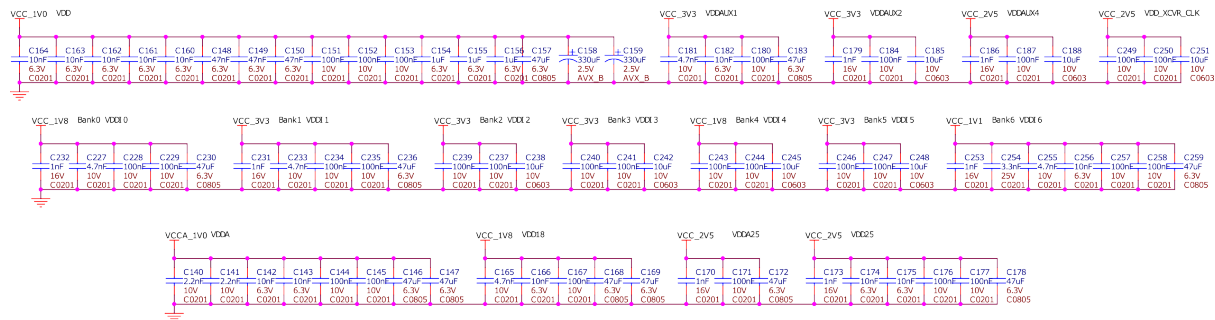 VCC_1V0 VDD VCC_3V3 VDDAUX1 VCC_3V3 VDDAUX2 VCC_2V5 VDDAUX4 VCC_2V5 VDD_XCVR_CLK
C164 C163 C162 C161 C160 C148 C149 C150 C151 C152 C153 C154 C155 C156 C157 C158 C159 C181 C182 C180 C183 C179 C184 C185 C186 C187 C188 C249 C250 C251
10nF 10nF 10nF 10nF 10nF 47nF 47nF 47nF 100nF 100nF 100nF 1uF 1uF 1uF 47uF 330uF 330uF 4.7nF 100nF 100nF 47uF 1nF 100nF 10uF 1nF 100nF 10uF 100nF 100nF 10uF
6.3V 6.3V 6.3V 6.3V 6.3V 6.3V 6.3V 6.3V 10V 10V 10V 6.3V 6.3V 6.3V 6.3V 2.5V 2.5V 10V 10V 10V 6.3V 16V 10V 10V 16V 10V 10V 10V 10V 10V
C0201 C0201 C0201 C0201 C0201 C0201 C0201 C0201 C0201 C0201 C0201 C0201 C0201 C0201 C0805 AVX_B AVX_B C0201 C0201 C0201 C0805 C0201 C0201 C0603 C0201 C0201 C0603 C0201 C0201 C0603
VCC_1V8 Bank0 VDDI0 VCC_3V3 Bank1 VDDI1 VCC_3V3 Bank2 VDDI2 VCC_3V3 Bank3 VDDI3 VCC_1V8 Bank4 VDDI4 VCC_3V3 Bank5 VDDI5 VCC_1V1 Bank6 VDDI6
C232 C227 C228 C229 C230 C231 C233 C234 C235 C236 C239 C237 C238 C240 C241 C242 C243 C244 C245 C246 C247 C248 C253 C254 C255 C256 C257 C258 C259
1nF 4.7nF 100nF 100nF 47uF 1nF 4.7nF 100nF 100nF 47uF 100nF 100nF 10uF 100nF 100nF 10uF 100nF 100nF 10uF 100nF 100nF 10uF 1nF 3.3nF 4.7nF 10nF 100nF 100nF 47uF
16V 10V 10V 10V 6.3V 16V 10V 10V 10V 6.3V 10V 10V 10V 10V 10V 10V 10V 10V 10V 10V 10V 10V 16V 25V 10V 6.3V 10V 10V 6.3V
C0201 C0201 C0201 C0201 C0805 C0201 C0201 C0201 C0201 C0805 C0201 C0201 C0603 C0201 C0201 C0603 C0201 C0201 C0603 C0201 C0201 C0603 C0201 C0201 C0201 C0201 C0201 C0201 C0805
VCCA_1V0 VDDA VCC_1V8 VDD18 VCC_2V5 VDDA25 VCC_2V5 VDD25
C140 C141 C142 C143 C144 C145 C146 C147 C165 C166 C167 C168 C169 C170 C171 C172 C173 C174 C175 C176 C177 C178
2.2nF 2.2nF 10nF 10nF 100nF 100nF 47uF 47uF 4.7nF 10nF 100nF 47uF 47uF 1nF 100nF 47uF 1nF 10nF 10nF 100nF 100nF 47uF
10V 10V 6.3V 6.3V 10V 10V 6.3V 6.3V 10V 6.3V 10V 6.3V 6.3V 16V 10V 6.3V 16V 6.3V 6.3V 10V 10V 6.3V
C0201 C0201 C0201 C0201 C0201 C0201 C0805 C0805 C0201 C0201 C0201 C0805 C0805 C0201 C0201 C0805 C0201 C0201 C0201 C0201 C0201 C0805